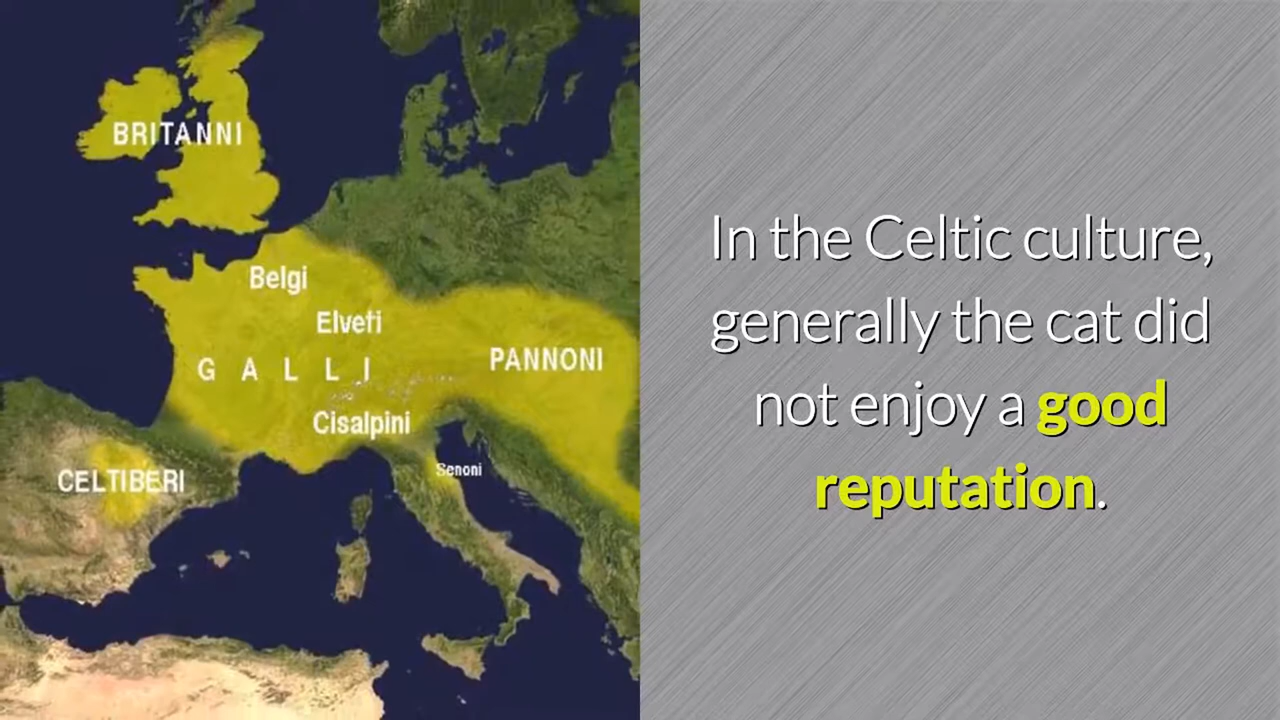 BRITANNI
Belgi
Elveti
GALLI
PANNONI
Cisalpini
Senoni
CELTIBERI
In the Celtic culture,
generally the cat did
not enjoy a good
reputation.